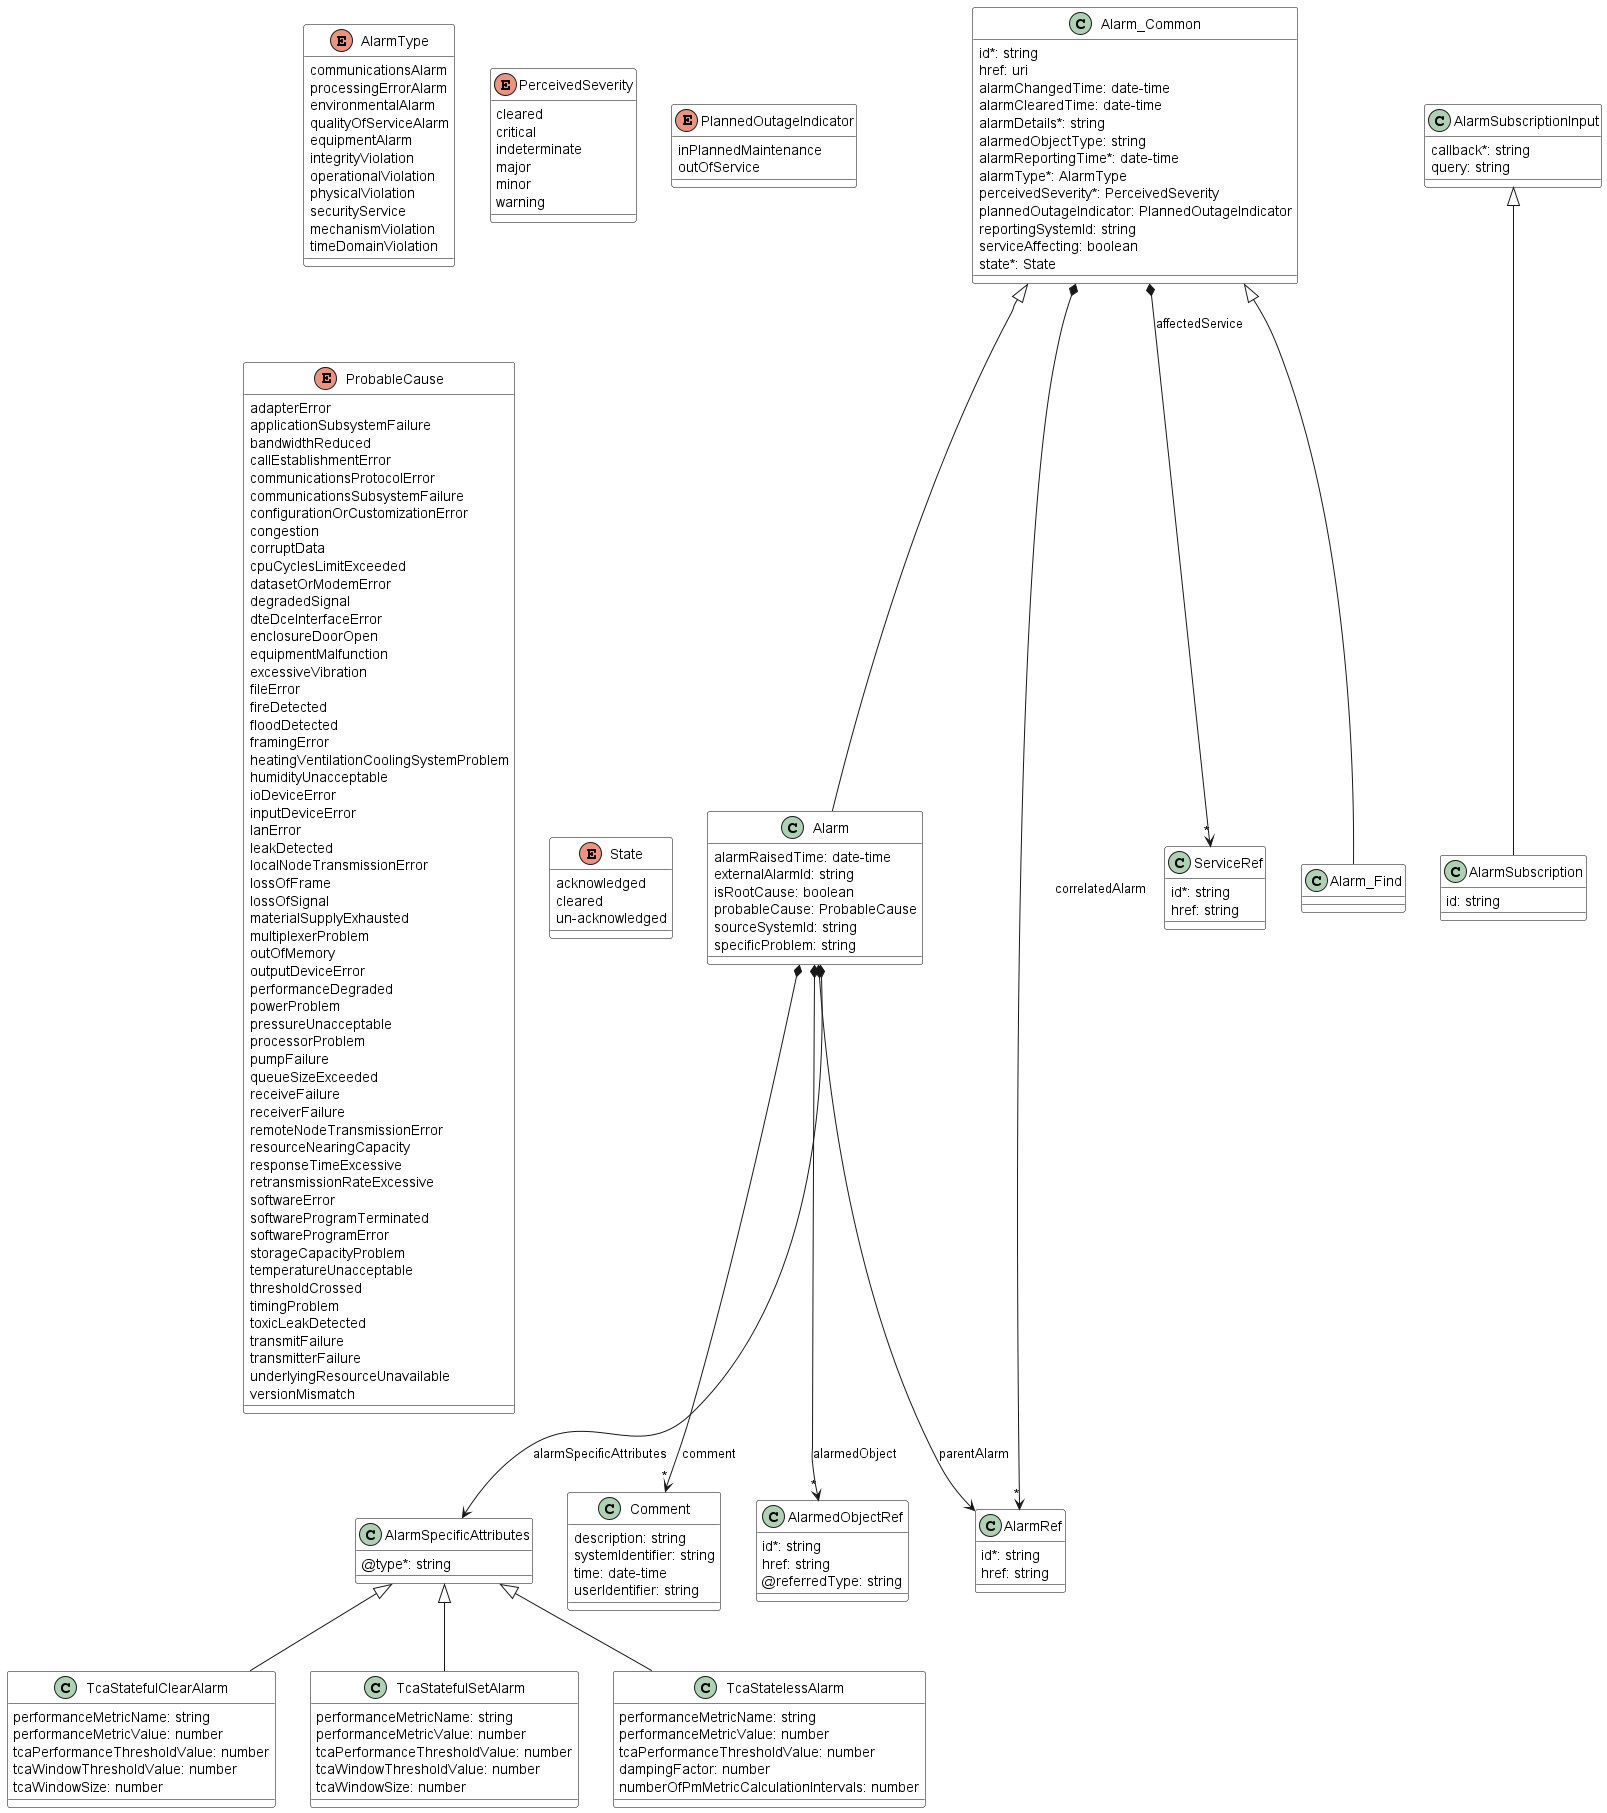 E AlarmType
communicationsAlarm
processingErrorAlarm
environmentalAlarm
qualityOfServiceAlarm
equipmentAlarm
integrityViolation
operationalViolation
physicalViolation
securityService
mechanismViolation
timeDomainViolation
E PerceivedSeverity
cleared
critical
indeterminate
major
minor
warning
E PlannedOutageIndicator
inPlannedMaintenance
outOfService
C Alarm_Common
id*: string
href: uri
alarmChangedTime: date-time
alarmClearedTime: date-time
alarmDetails*: string
alarmedObjectType: string
alarmReportingTime*: date-time
alarmType*: AlarmType
perceivedSeverity*: PerceivedSeverity
plannedOutageIndicator: PlannedOutageIndicator
reportingSystemId: string
serviceAffecting: boolean
state*: State
C AlarmSubscriptionInput
callback*: string
query: string
affectedService
E ProbableCause
adapterError
applicationSubsystemFailure
bandwidthReduced
callEstablishmentError
communicationsProtocolError
communicationsSubsystemFailure
configurationOrCustomizationError
congestion
corruptData
cpuCyclesLimitExceeded
datasetOrModemError
degradedSignal
dteDceInterfaceError
enclosureDoorOpen
equipmentMalfunction
excessiveVibration
fileError
fireDetected
floodDetected
framingError
heatingVentilationCoolingSystemProblem
humidityUnacceptable
ioDeviceError
inputDeviceError
lanError
leakDetected
localNodeTransmissionError
lossOfFrame
lossOfSignal
materialSupplyExhausted
multiplexerProblem
outOfMemory
outputDeviceError
performanceDegraded
powerProblem
pressureUnacceptable
processorProblem
pumpFailure
queueSizeExceeded
receiveFailure
receiverFailure
remoteNodeTransmissionError
resourceNearingCapacity
responseTimeExcessive
retransmissionRateExcessive
softwareError
softwareProgramTerminated
softwareProgramError
storageCapacityProblem
temperatureUnacceptable
thresholdCrossed
timingProblem
toxicLeakDetected
transmitFailure
transmitterFailure
underlyingResourceUnavailable
versionMismatch
E State
acknowledged
cleared
un-acknowledged
C Alarm
alarmRaisedTime: date-time
externalAlarmId: string
isRootCause: boolean
probableCause: ProbableCause
sourceSystemId: string
specificProblem: string
correlatedAlarm
*
C ServiceRef
id*: string
href: string
C Alarm_Find
C AlarmSubscription
id: string
alarmSpecificAttributes
comment
*
alarmedObject
*
parentAlarm
*
C AlarmSpecificAttributes
@type*: string
C Comment
description: string
systemIdentifier: string
time: date-time
userIdentifier: string
C AlarmedObjectRef
id*: string
href: string
@referredType: string
C AlarmRef
id*: string
href: string
C TcaStatefulClearAlarm
performanceMetricName: string
performanceMetricValue: number
tcaPerformanceThresholdValue: number
tcaWindowThresholdValue: number
tcaWindowSize: number
C TcaStatefulSetAlarm
performanceMetricName: string
performanceMetricValue: number
tcaPerformanceThresholdValue: number
tcaWindowThresholdValue: number
tcaWindowSize: number
C TcaStatelessAlarm
performanceMetricName: string
performanceMetricValue: number
tcaPerformanceThresholdValue: number
dampingFactor: number
numberOfPmMetricCalculationIntervals: number